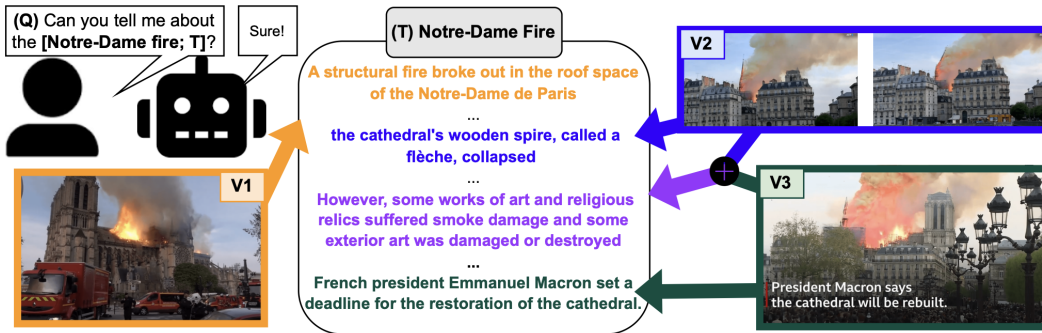 (Q) Can you tell me about
the [Notre-Dame fire; T]?
Sure!
(T) Notre-Dame Fire
A structural fire broke out in the roof space
of the Notre-Dame de Paris
...
the cathedral's wooden spire, called a
flèche, collapsed
...
However, some works of art and religious
relics suffered smoke damage and some
exterior art was damaged or destroyed
...
French president Emmanuel Macron set a
deadline for the restoration of the cathedral.
V1
V2
V3
President Macron says
the cathedral will be rebuilt.